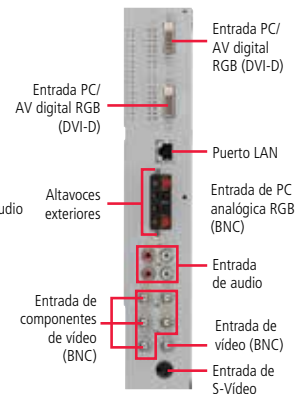 Entrada PC/
AV digital
RGB (DVI-D)
Entrada PC/
AV digital RGB
(DVI-D)
Puerto LAN
Altavoces
exteriores
udio
Entrada de PC
analógica RGB
(BNC)
Entrada
de audio
Entrada de
componentes
de vídeo
(BNC)
Entrada de
vídeo (BNC)
Entrada de
S-Vídeo